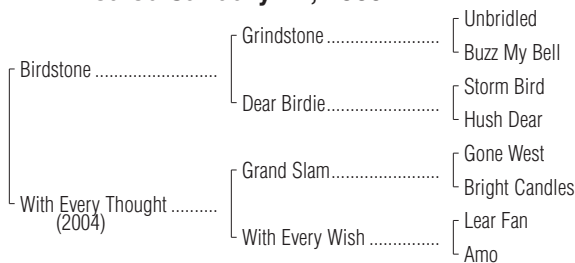 Unbridled
Grindstone
Buzz My Bell
Birdstone
Storm Bird
Dear Birdie
Hush Dear
Gone West
Grand Slam
Bright Candles
With Every Thought
(2004)
Lear Fan
With Every Wish
Amo